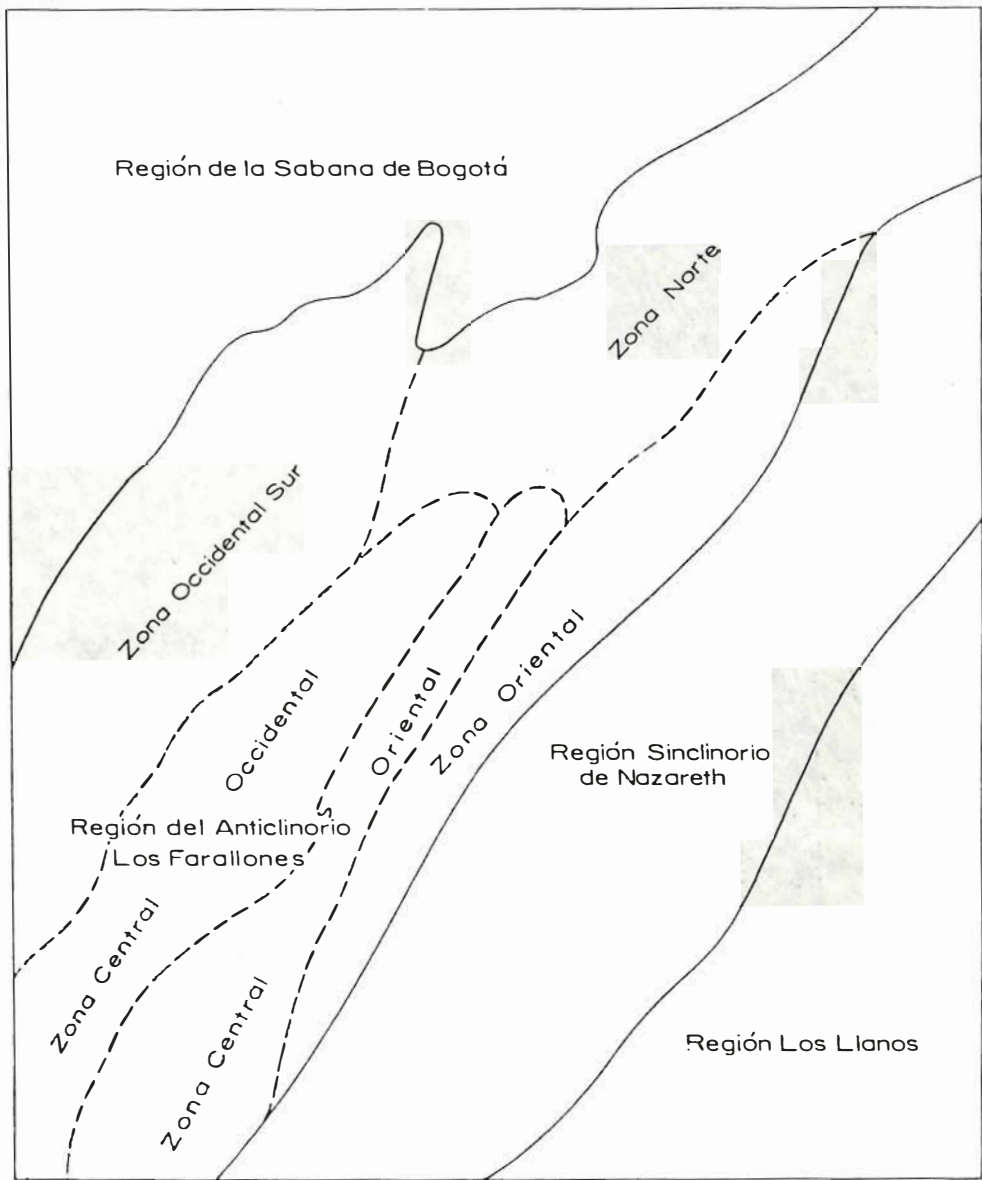 Región de la Sabana de Bogotá
Zona Norte
Zona Occidental Sur
Occidental
Oriental
Zona Oriental
Región Sinclinorio
de Nazareth
Región del Anticlinorio
Los Farallones
Zona Central
Zona Central
Región Los Llanos